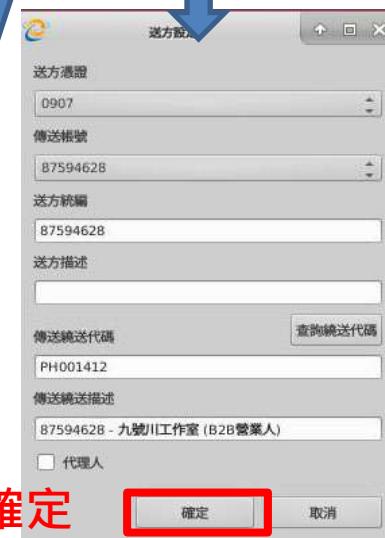 送方設定
送方憑證
0907
傳送帳號
87594628
送方統編
87594628
送方描述
傳送繞送代碼
查詢繞送代碼
PH001412
傳送繞送描述
87594628 - 九號川工作室 (B2B營業人)
代理人
確定
確定
取消